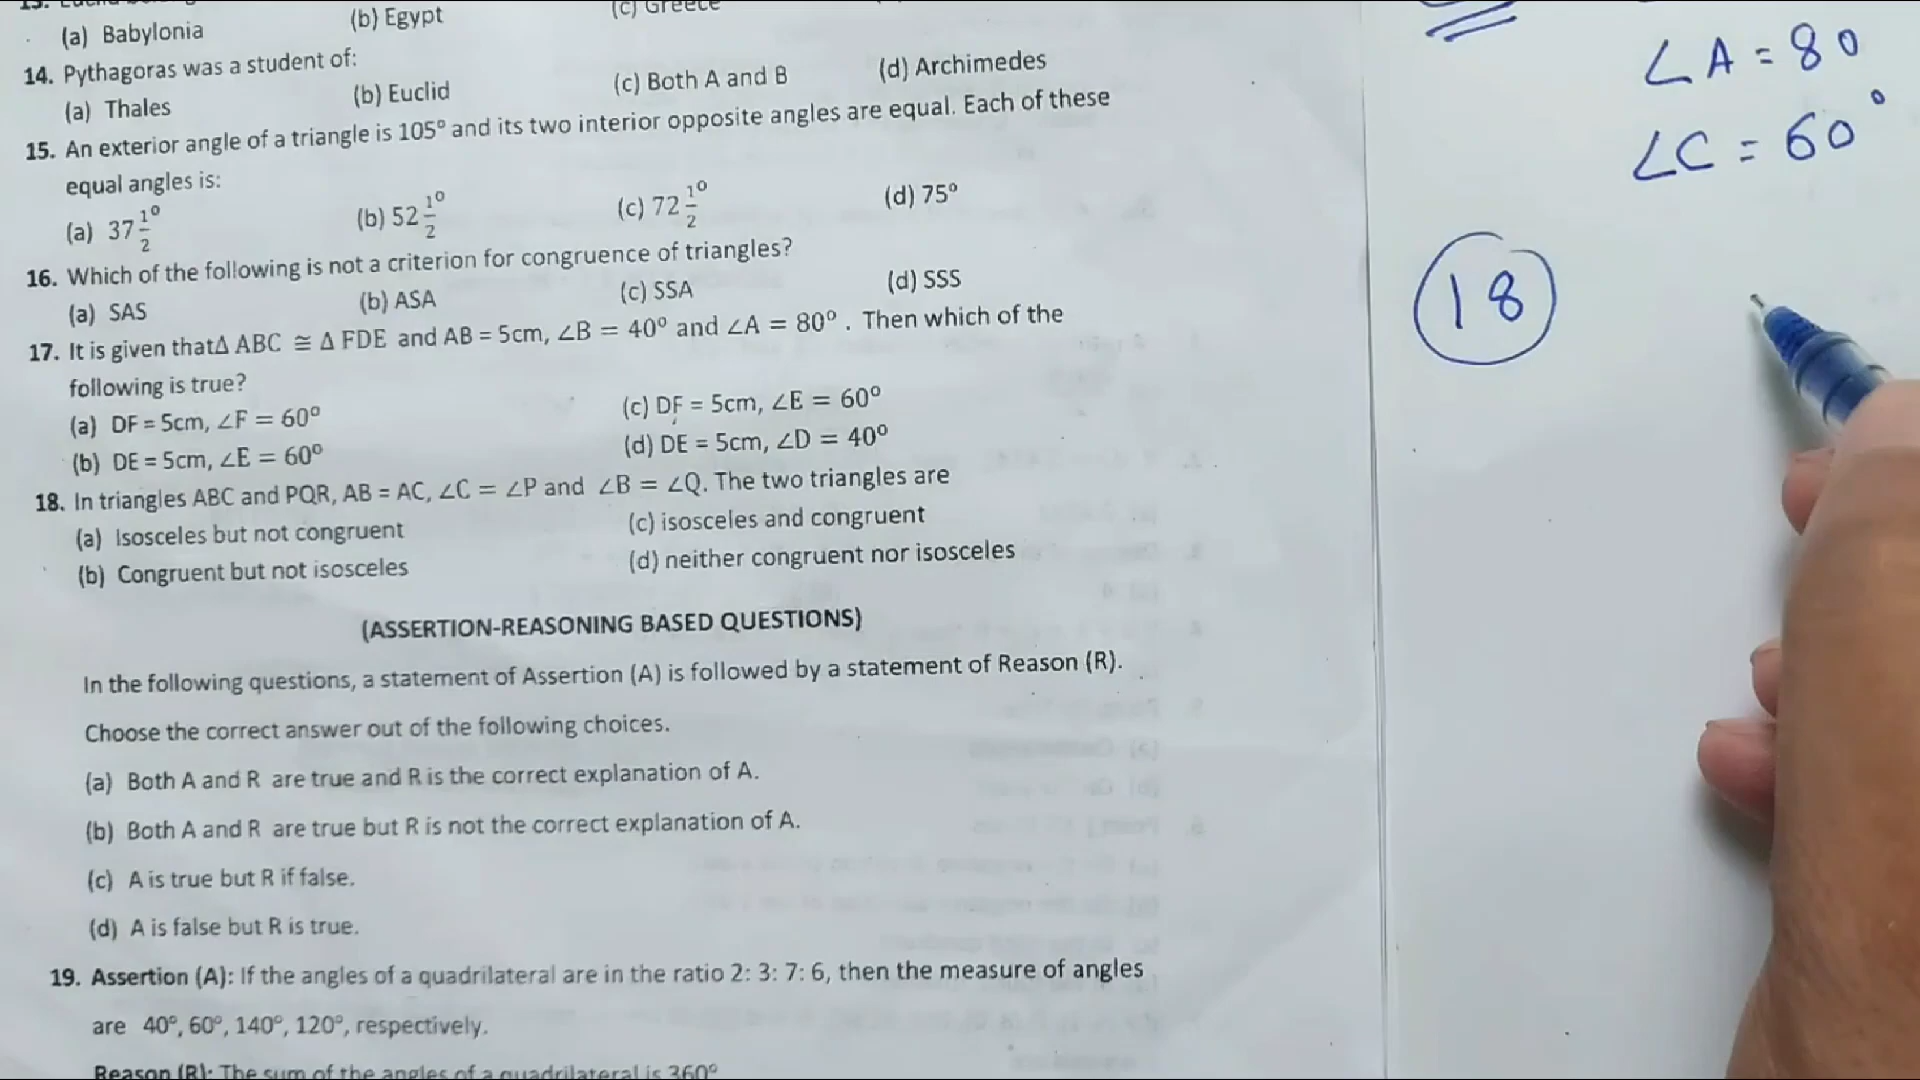 (a) Babylonia (b) Egypt (c) Greece
14. Pythagoras was a student of:
(a) Thales (b) Euclid (c) Both A and B (d) Archimedes
15. An exterior angle of a triangle is 105° and its two interior opposite angles are equal. Each of these
equal angles is:
(a) 37 1/2° (b) 52 1/2° (c) 72 1/2° (d) 75°
16. Which of the following is not a criterion for congruence of triangles?
(a) SAS (b) ASA (c) SSA (d) SSS
17. It is given thatΔ ABC ≅ Δ FDE and AB = 5cm, ∠B = 40° and ∠A = 80° . Then which of the
following is true?
(a) DF = 5cm, ∠F = 60° (c) DF = 5cm, ∠E = 60°
(b) DE = 5cm, ∠E = 60° (d) DE = 5cm, ∠D = 40°
18. In triangles ABC and PQR, AB = AC, ∠C = ∠P and ∠B = ∠Q. The two triangles are
(a) Isosceles but not congruent (c) isosceles and congruent
(b) Congruent but not isosceles (d) neither congruent nor isosceles
(ASSERTION-REASONING BASED QUESTIONS)
In the following questions, a statement of Assertion (A) is followed by a statement of Reason (R).
Choose the correct answer out of the following choices.
(a) Both A and R are true and R is the correct explanation of A.
(b) Both A and R are true but R is not the correct explanation of A.
(c) A is true but R if false.
(d) A is false but R is true.
19. Assertion (A): If the angles of a quadrilateral are in the ratio 2: 3: 7: 6, then the measure of angles
are 40°, 60°, 140°, 120°, respectively.
Reason (R): The sum of the angles of a quadrilateral is 360°
∠A = 80
∠C = 60°
18